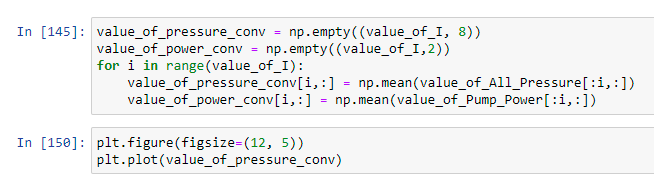 In [145]: value_of_pressure_conv = np.empty((value_of_I, 8))
value_of_power_conv = np.empty((value_of_I,2))
for i in range(value_of_I):
    value_of_pressure_conv[i,:] = np.mean(value_of_All_Pressure[:i,:])
    value_of_power_conv[i,:] = np.mean(value_of_Pump_Power[:i,:])
In [150]: plt.figure(figsize=(12, 5))
plt.plot(value_of_pressure_conv)